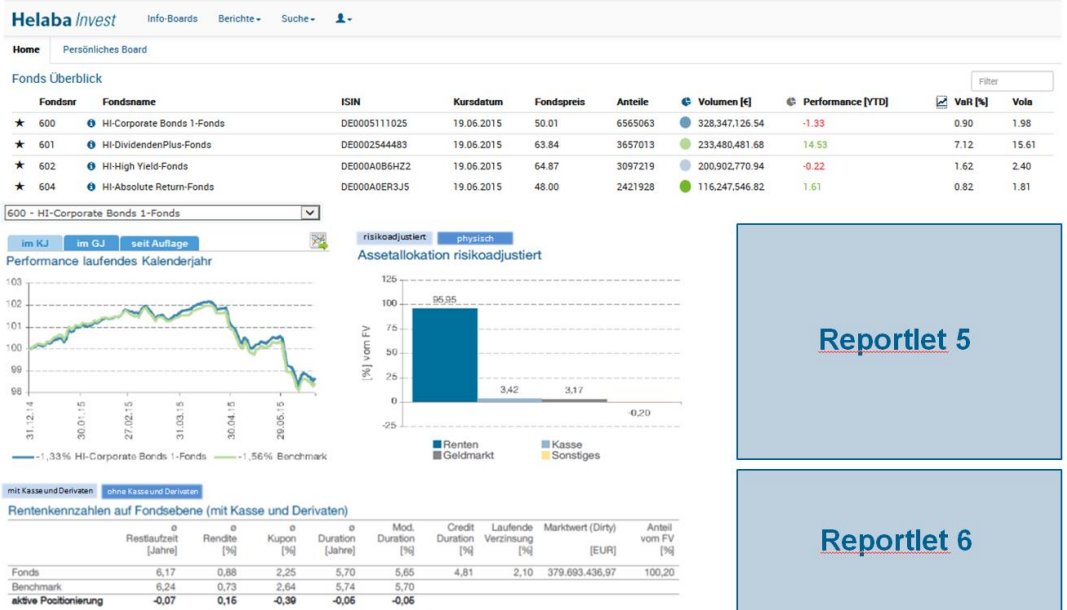 Helaba Invest Info-Boards Berichte Suche
Home Persönliches Board
Fonds Überblick
Filter
Fondsnr Fondsname ISIN Kursdatum Fondspreis Anteile Volumen [€] Performance [YTD] VaR [%] Vola
600 HI-Corporate Bonds 1-Fonds DE0005111025 19.06.2015 50.01 6565063 328,347,126.54 -1.33 0.90 1.98
601 HI-DividendenPlus-Fonds DE0002544483 19.06.2015 63.84 3657013 233,480,481.68 14.53 7.12 15.61
602 HI-High Yield-Fonds DE000A0B6HZ2 19.06.2015 64.87 3097219 200,902,770.94 -0.22 1.62 2.40
604 HI-Absolute Return-Fonds DE000A0ER3J5 19.06.2015 48.00 2421928 116,247,546.82 1.61 0.82 1.81
600 - HI-Corporate Bonds 1-Fonds
im KJ im GJ seit Auflage
Performance laufendes Kalenderjahr
103
102
101
100
99
98
31.12.14 30.01.15 27.02.15 31.03.15 30.04.15 29.05.15
-1,33% HI-Corporate Bonds 1-Fonds -1,56% Benchmark
risikoadjustiert physisch
Assetallokation risikoadjustiert
[%] vom FV
125
100
75
50
25
0
-25
95,95 3,42 3,17 -0,20
Renten Kasse
Geldmarkt Sonstiges
Reportlet 5
mit Kasse und Derivaten ohne Kasse und Derivaten
Rentenkennzahlen auf Fondsebene (mit Kasse und Derivaten)
ø ø ø ø Mod. Credit Laufende Marktwert (Dirty) Anteil
Restlaufzeit Rendite Kupon Duration Duration Duration Verzinsung vom FV
[Jahre] [%] [%] [Jahre] [%] [%] [%] [EUR] [%]
Fonds 6,17 0,88 2,25 5,70 5,65 4,81 2,10 379.693.436,97 100,20
Benchmark 6,24 0,73 2,64 5,74 5,70
aktive Positionierung -0,07 0,15 -0,39 -0,05 -0,05
Reportlet 6